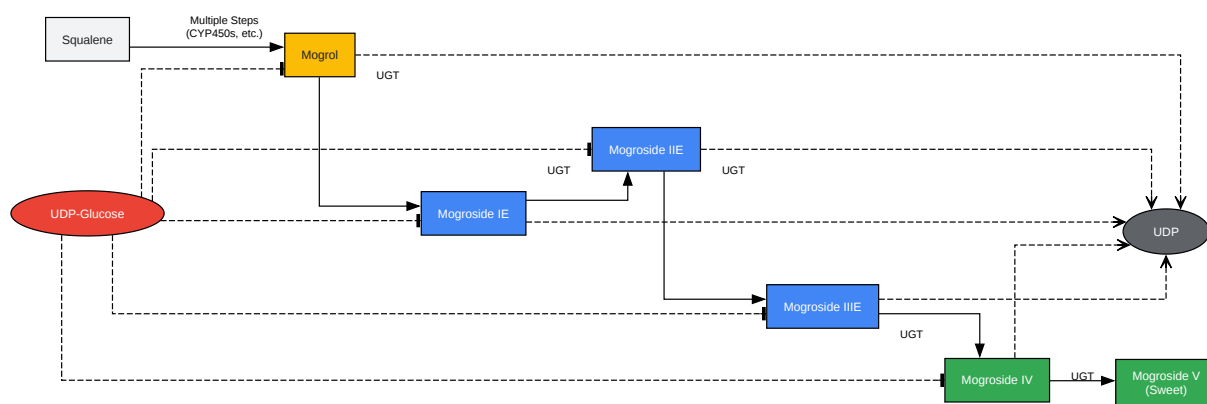 Multiple Steps
(CYP450s, etc.)
Squalene
Mogrol
UGT
Mogroside IIE
UGT
UGT
UDP-Glucose
Mogroside IE
UDP
Mogroside IIIE
UGT
Mogroside IV
UGT
Mogroside V
(Sweet)